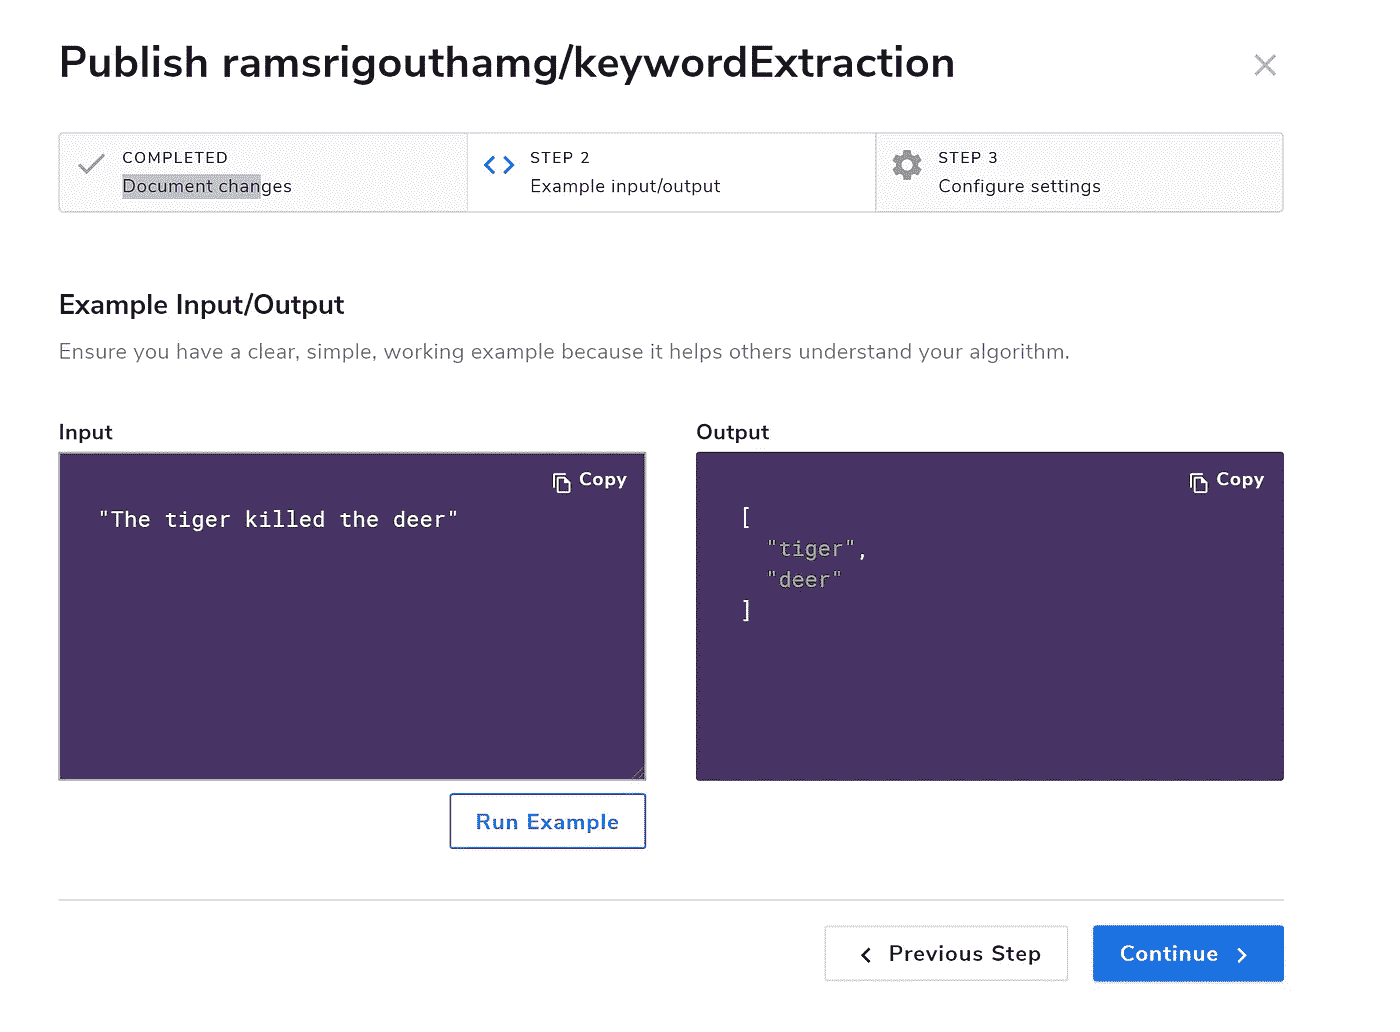 Publish ramsrigouthamg/keywordExtraction
COMPLETED
Document changes
STEP 2
Example input/output
STEP 3
Configure settings
Example Input/Output
Ensure you have a clear, simple, working example because it helps others understand your algorithm.
Input
Copy
"The tiger killed the deer"
Run Example
Output
Copy
[
"tiger",
"deer"
]
Previous Step
Continue